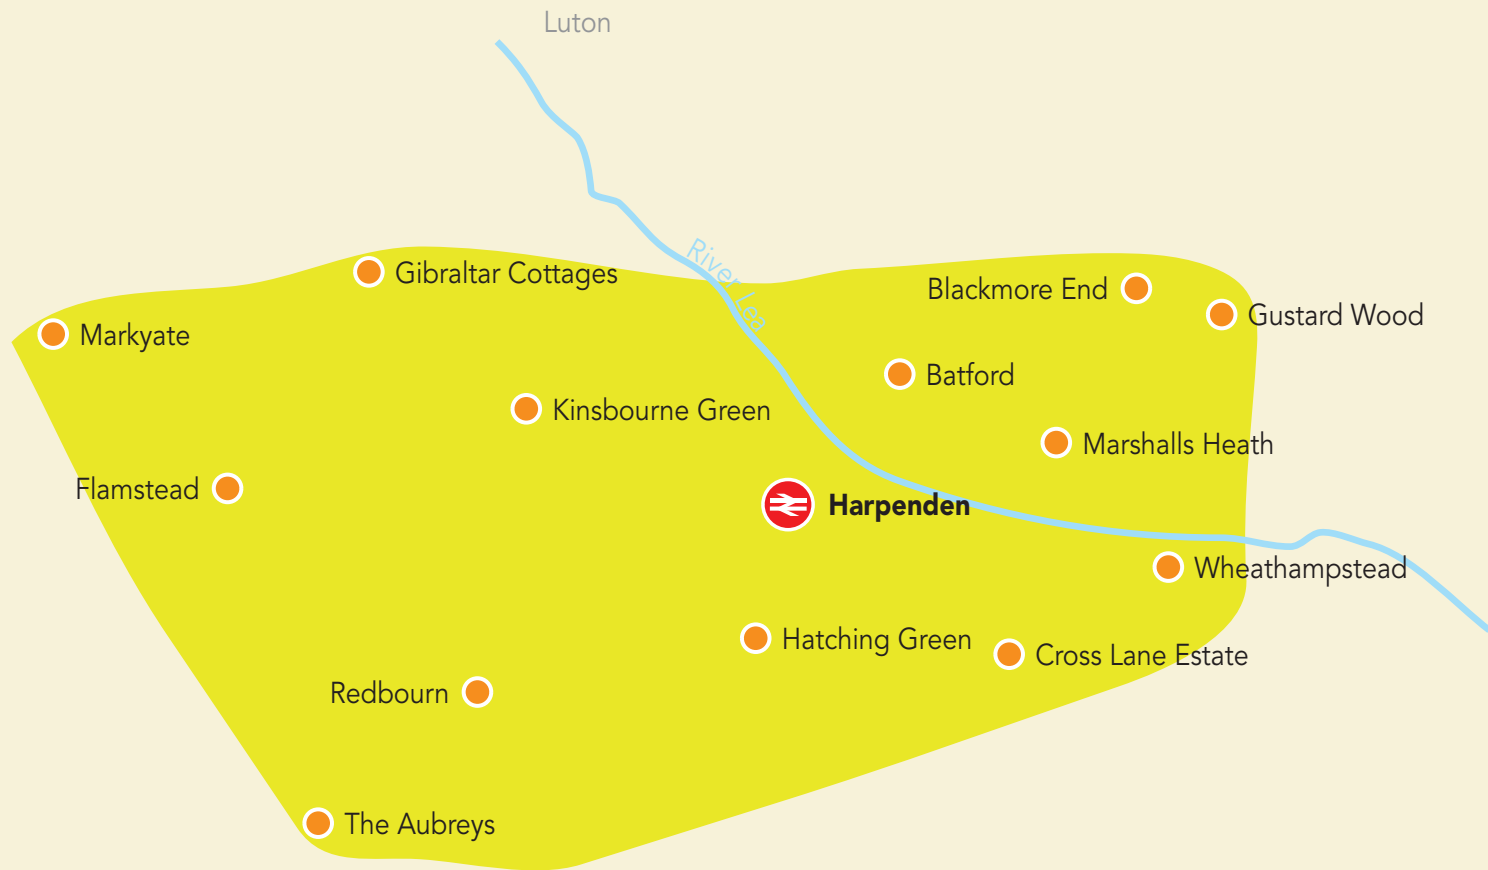 Luton
River Lea
Gibraltar Cottages
Blackmore End
Gustard Wood
Markyate
Batford
Kinsbourne Green
Marshalls Heath
Flamstead
Harpenden
Wheathampstead
Hatching Green
Cross Lane Estate
Redbourn
The Aubreys